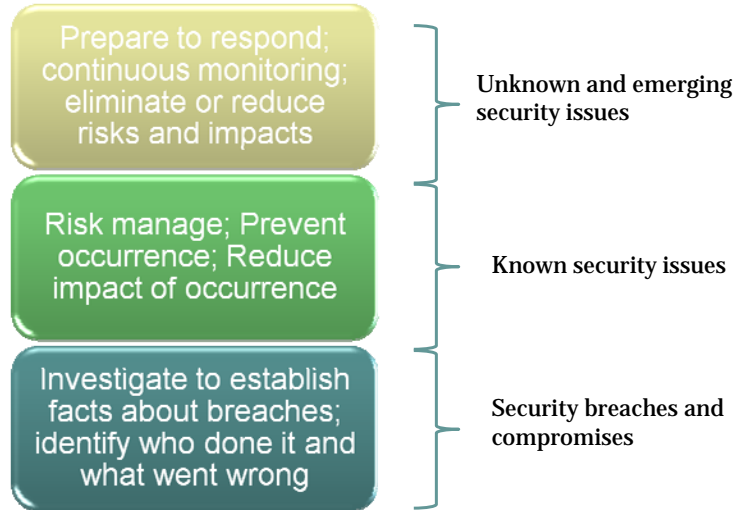 Prepare to respond;
continuous monitoring;
eliminate or reduce
risks and impacts
Unknown and emerging
security issues
Risk manage; Prevent
occurrence; Reduce
impact of occurrence
Known security issues
Investigate to establish
facts about breaches;
identify who done it and
what went wrong
Security breaches and
compromises